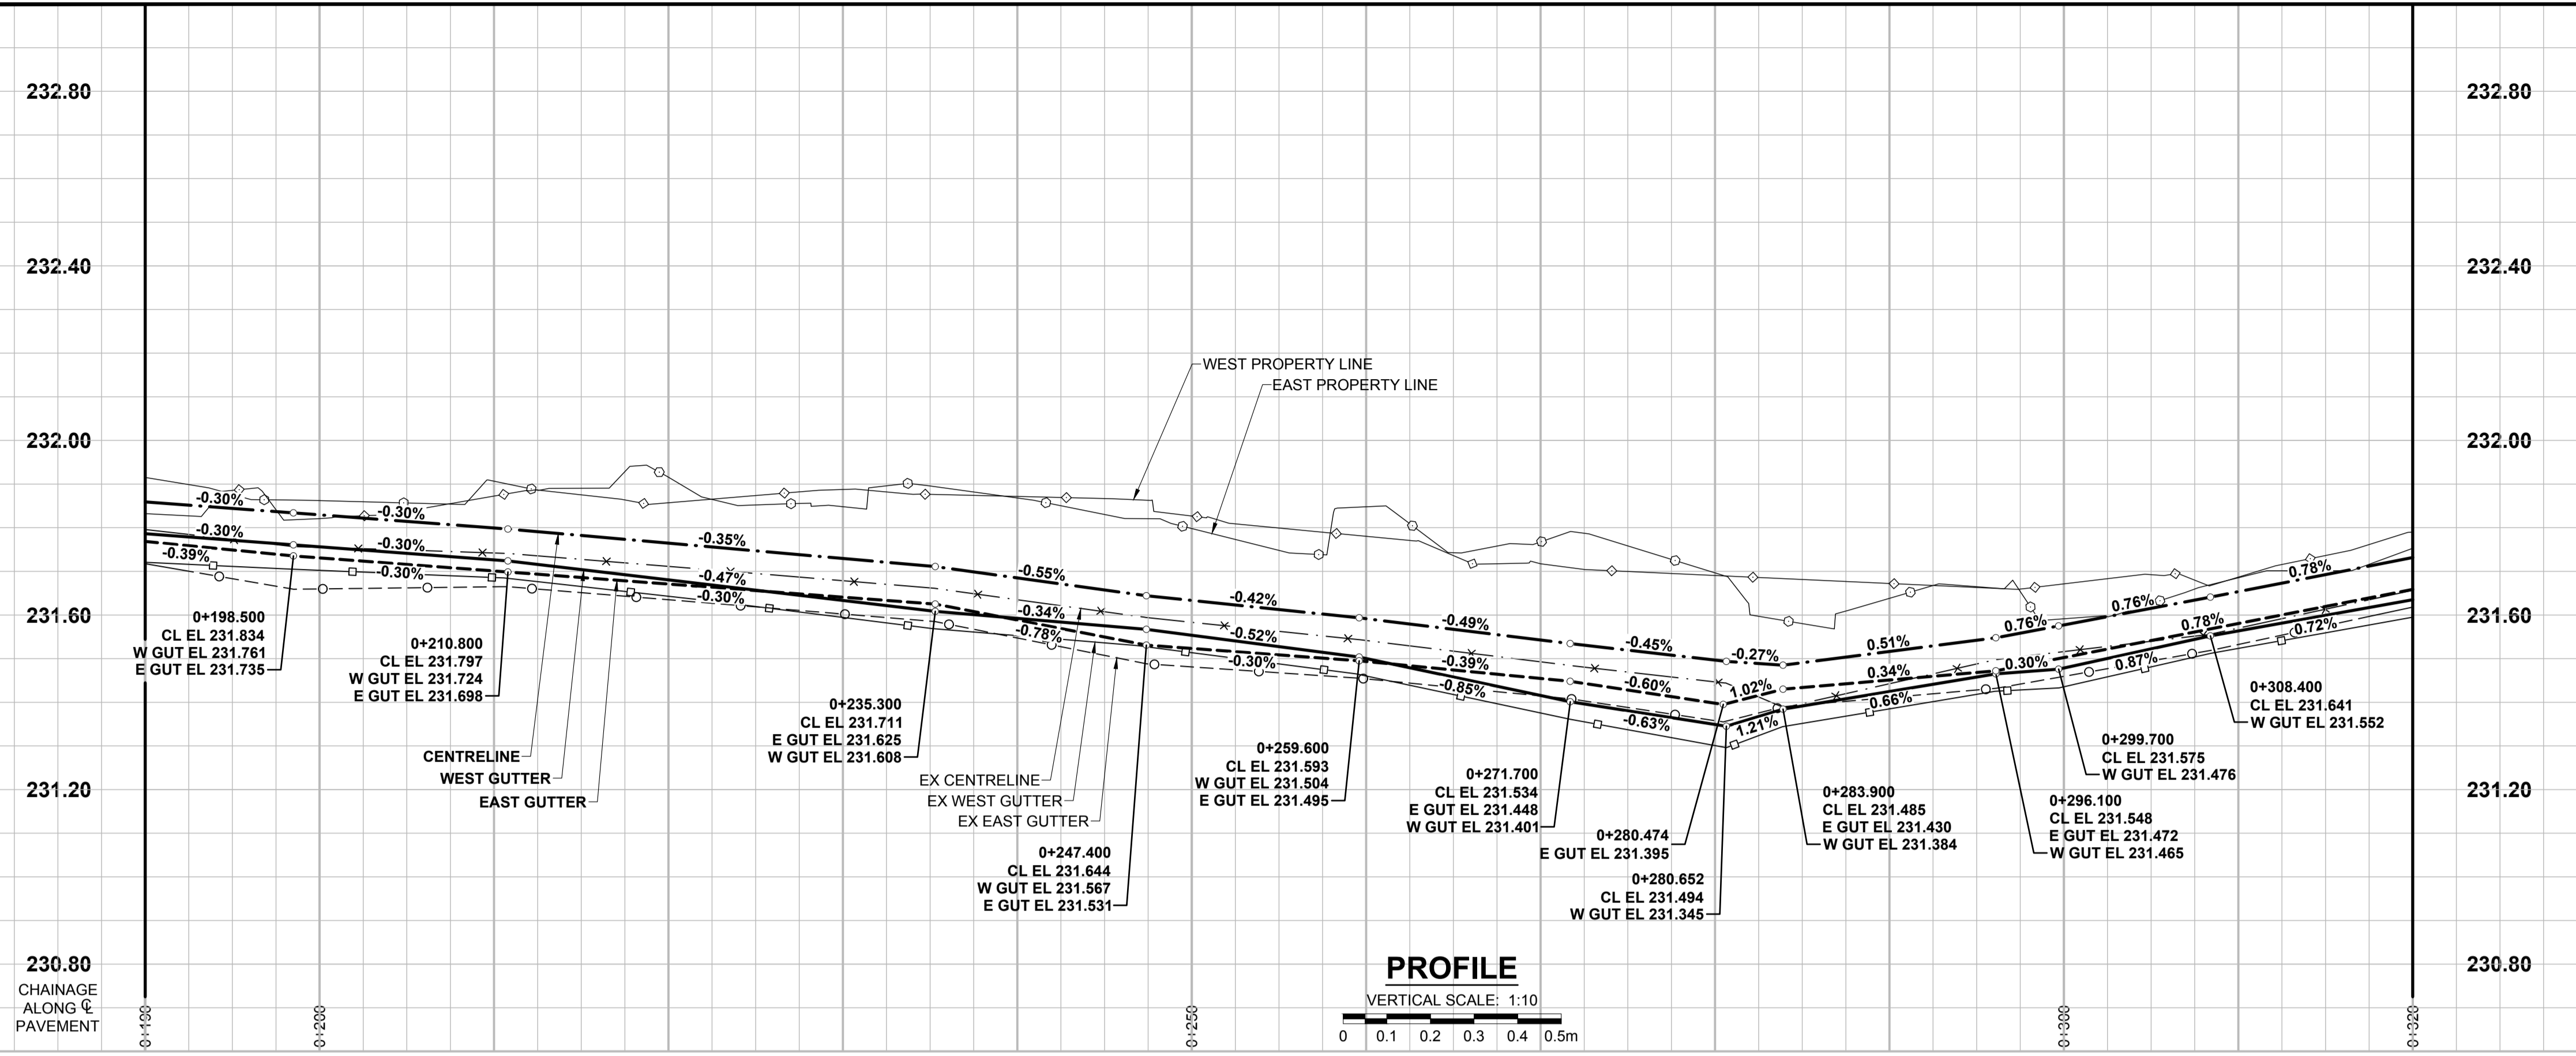 232.80
232.80
232.40
232.40
WEST PROPERTY LINE
EAST PROPERTY LINE
232.00
232.00
231.60
231.60
231.20
231.20
230.80
230.80
-0.30%
-0.30%
-0.35%
-0.55%
-0.42%
-0.49%
-0.45%
-0.27%
0.51%
0.76%
0.76%
0.78%
-0.30%
-0.30%
-0.47%
-0.34%
-0.52%
-0.39%
-0.60%
1.02%
0.34%
0.30%
0.78%
0.72%
-0.39%
-0.30%
-0.30%
-0.78%
-0.30%
-0.85%
-0.63%
1.21%
0.66%
0.87%
0+198.500
CL EL 231.834
W GUT EL 231.761
E GUT EL 231.735
0+210.800
CL EL 231.797
W GUT EL 231.724
E GUT EL 231.698
CENTRELINE
WEST GUTTER
EAST GUTTER
0+235.300
CL EL 231.711
E GUT EL 231.625
W GUT EL 231.608
EX CENTRELINE
EX WEST GUTTER
EX EAST GUTTER
0+247.400
CL EL 231.644
W GUT EL 231.567
E GUT EL 231.531
0+259.600
CL EL 231.593
W GUT EL 231.504
E GUT EL 231.495
0+271.700
CL EL 231.534
E GUT EL 231.448
W GUT EL 231.401
0+280.474
E GUT EL 231.395
0+280.652
CL EL 231.494
W GUT EL 231.345
0+283.900
CL EL 231.485
E GUT EL 231.430
W GUT EL 231.384
0+296.100
CL EL 231.548
E GUT EL 231.472
W GUT EL 231.465
0+299.700
CL EL 231.575
W GUT EL 231.476
0+308.400
CL EL 231.641
W GUT EL 231.552
CHAINAGE
ALONG ℄
PAVEMENT
0+190
0+200
0+250
0+300
0+320
PROFILE
VERTICAL SCALE: 1:10
0 0.1 0.2 0.3 0.4 0.5m